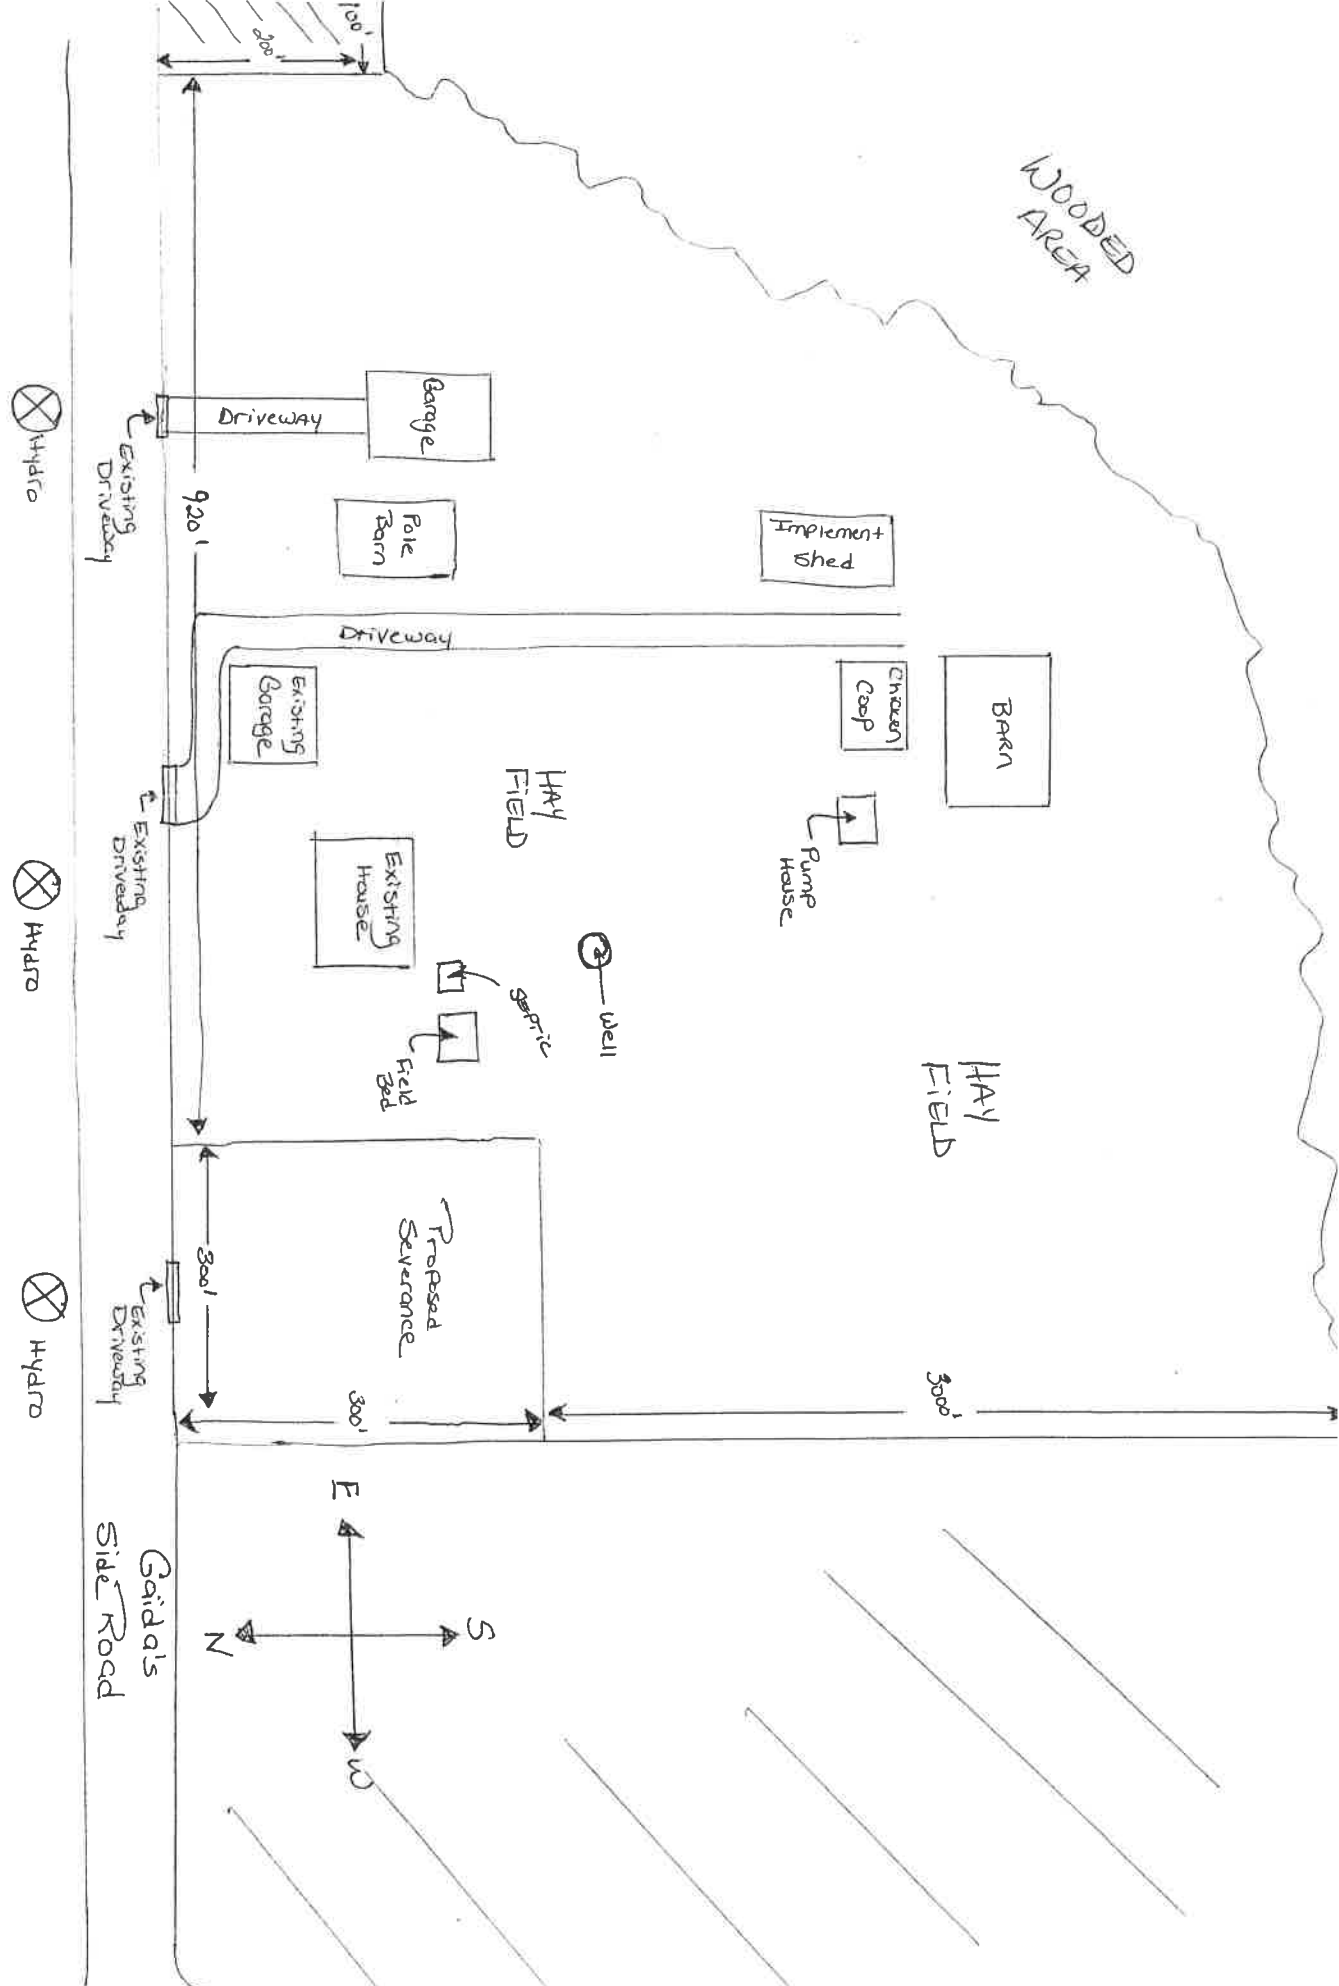 WOODED
AREA
100'
200'
Garage
Driveway
Existing
Driveway
Hydro
920'
Pole
Barn
Implement
Shed
Driveway
Existing
Garage
Chicken
Coop
BARN
HAY
FIELD
Pump
House
Existing
Driveway
Hydro
Existing
House
Septic
Well
Field
Bed
HAY
FIELD
Proposed
Severance
300'
300'
3000'
Existing
Driveway
Hydro
E
S
N
W
Gaida's
Side Road